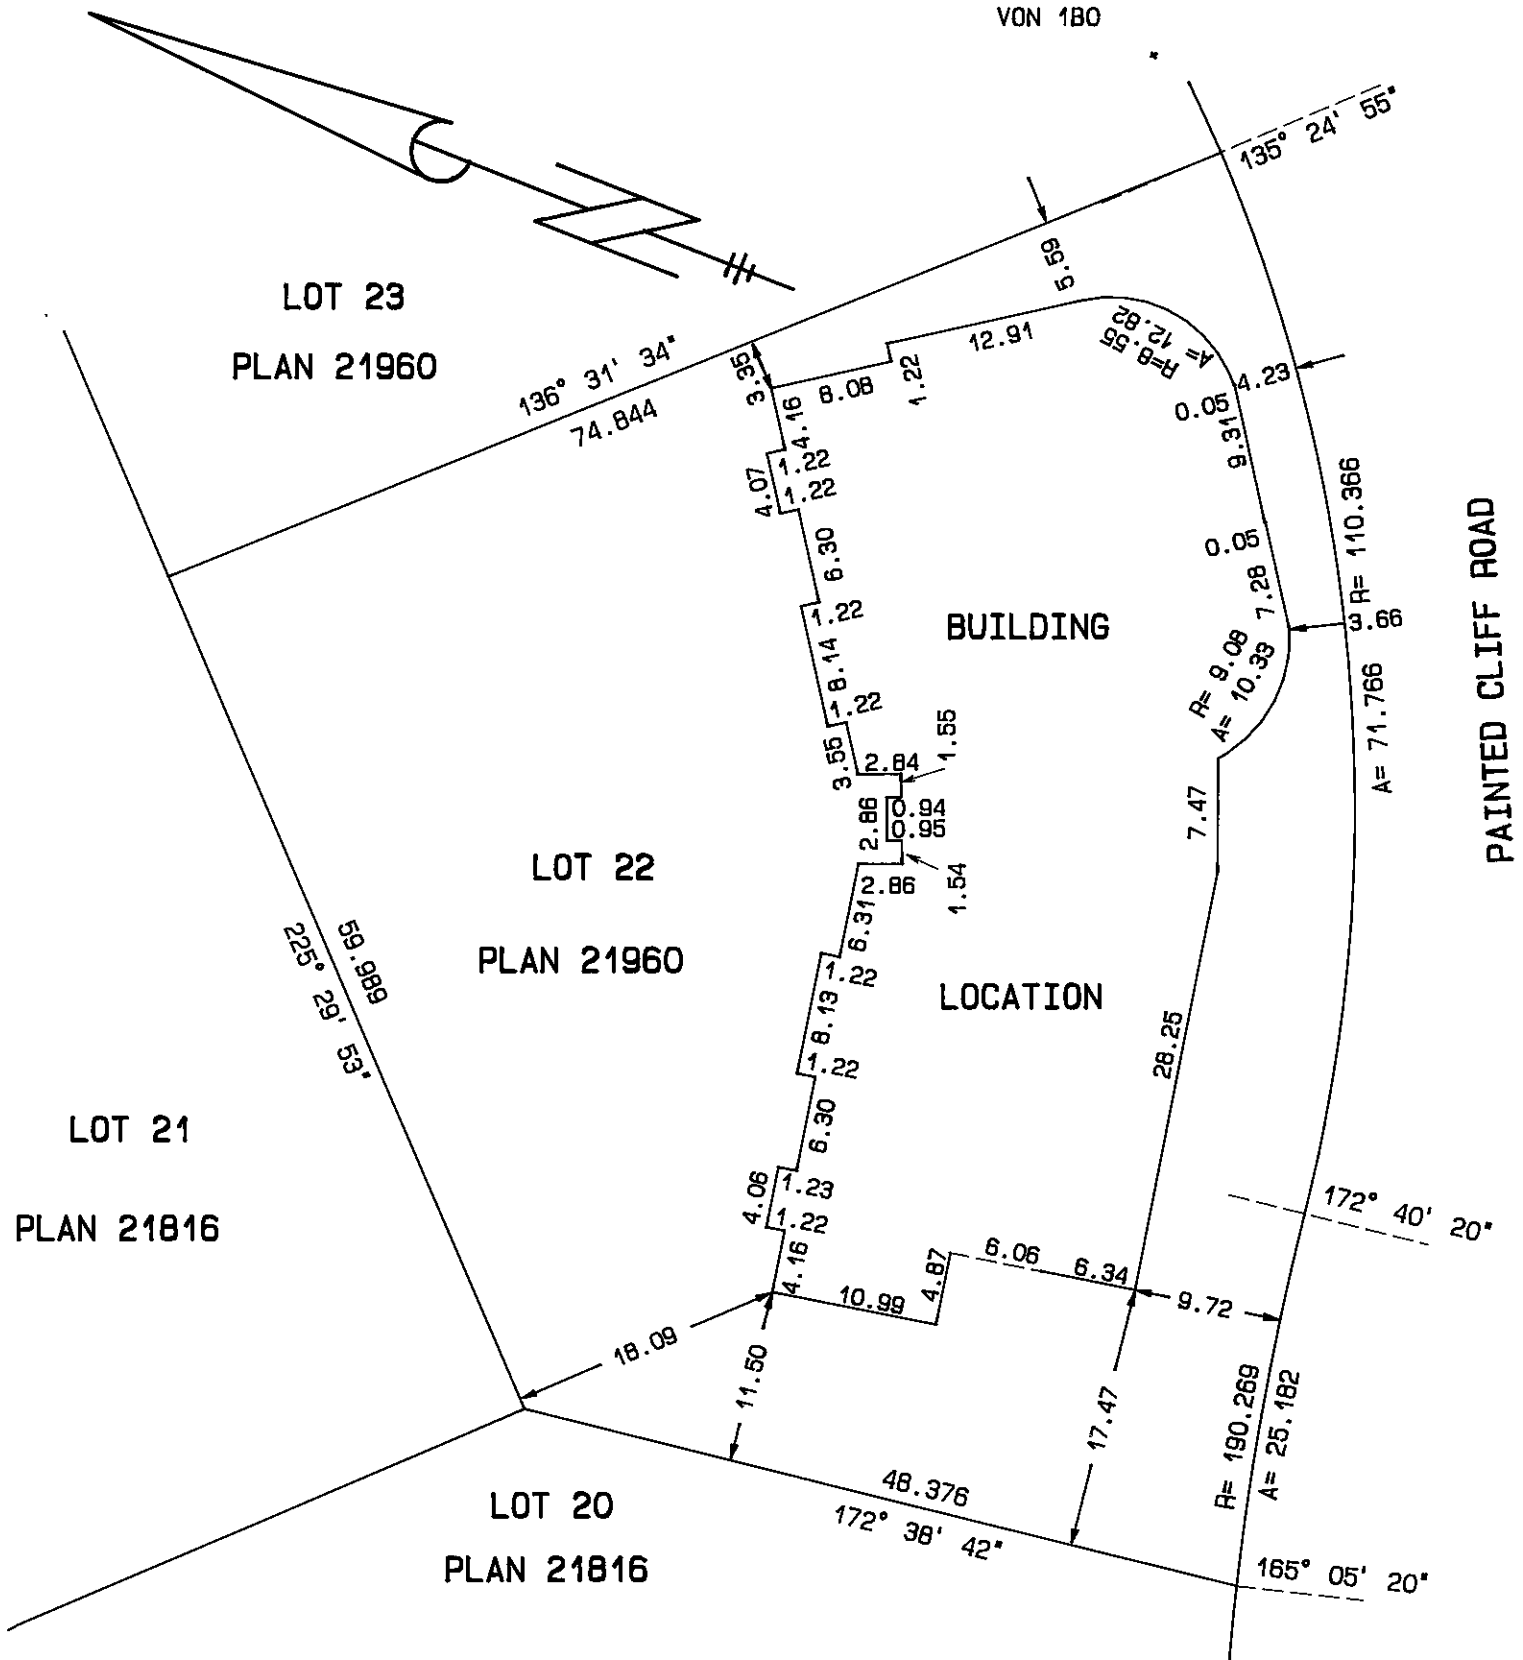 VON 1B0
135° 24' 55"
5.59
LOT 23
PLAN 21960
136° 31' 34"
74.844
3.35
8.08
1.22
12.91
R=8.55
A= 12.82
4.23
0.05
9.31
4.16
1.22
4.07
1.22
6.30
1.22
8.14
1.22
3.55
2.84
1.55
0.94
2.86
0.95
1.54
2.86
6.31
1.22
8.13
1.22
6.30
4.06
1.23
1.22
4.16
0.05
7.28
R= 110.366
3.66
A= 71.766
R= 9.08
A= 10.33
7.47
28.25
PAINTED CLIFF ROAD
BUILDING
LOCATION
LOT 22
PLAN 21960
59.989
225° 29' 53"
LOT 21
PLAN 21816
172° 40' 20"
6.06
6.34
4.87
10.99
9.72
18.09
11.50
17.47
R= 190.269
A= 25.182
48.376
172° 38' 42"
LOT 20
PLAN 21816
165° 05' 20"